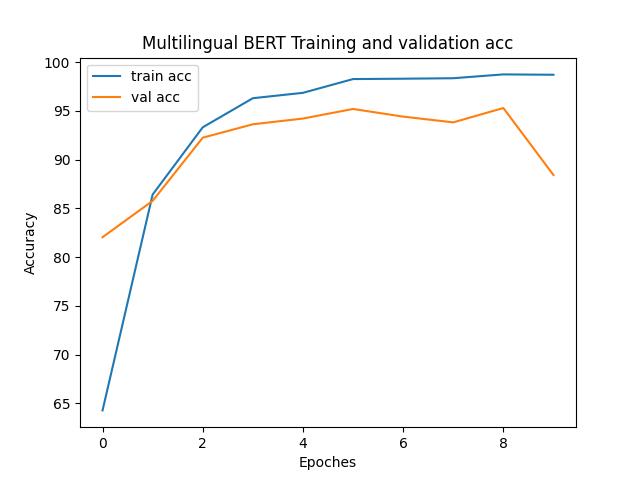 Multilingual BERT Training and validation acc
train acc
val acc
100
95
90
85
80
75
70
65
Accuracy
0 2 4 6 8
Epoches